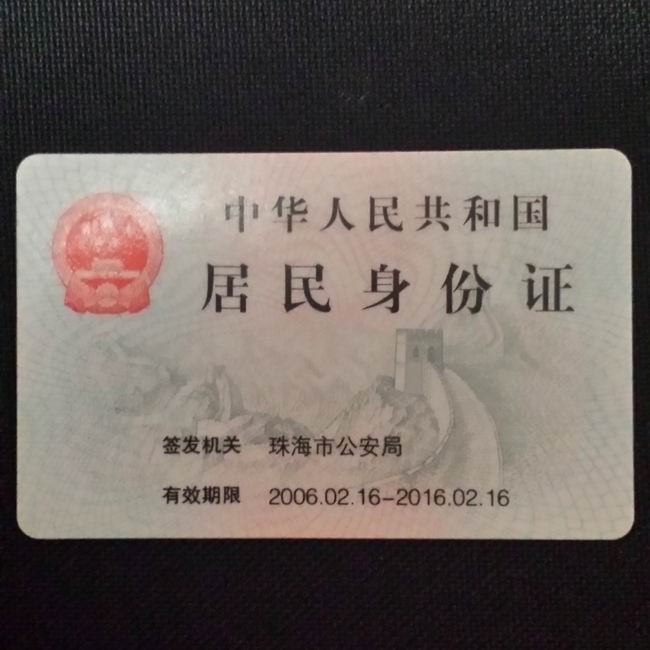 中华人民共和国
居民身份证
签发机关 珠海市公安局
有效期限 2006.02.16-2016.02.16